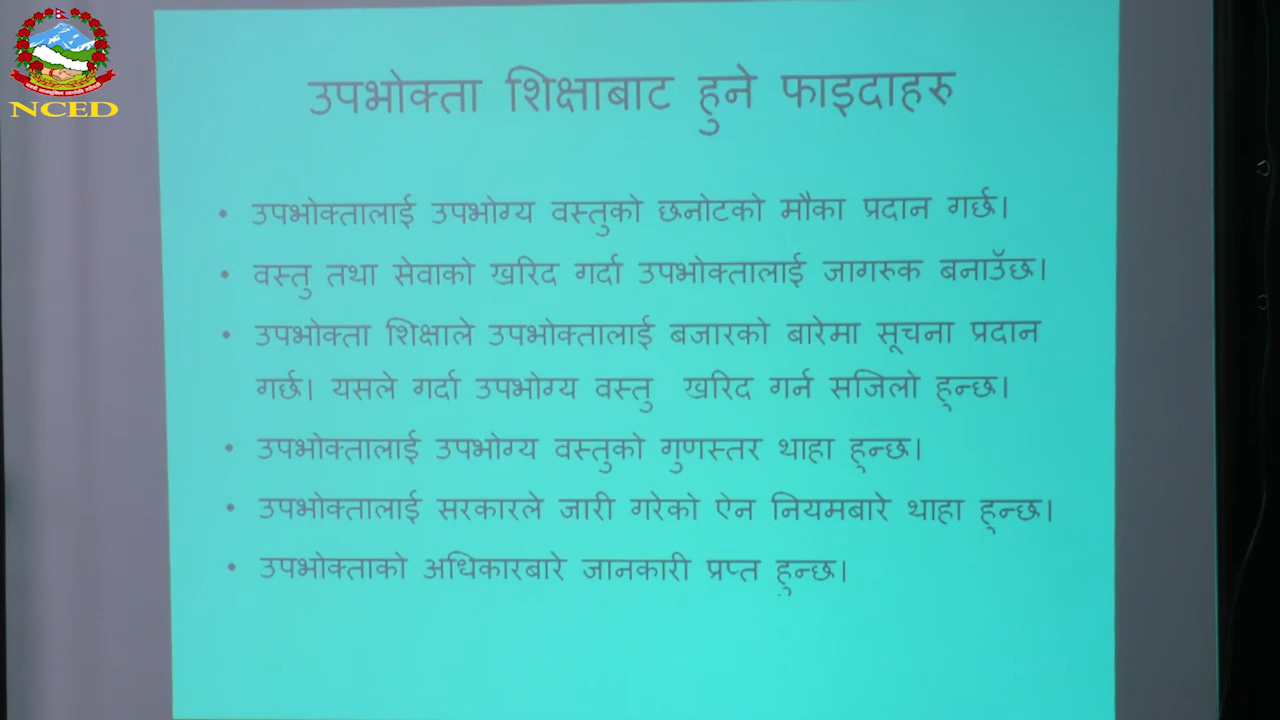 NCED
उपभोक्ता शिक्षाबाट हुने फाइदाहरु
• उपभोक्तालाई उपभोग्य वस्तुको छनोटको मौका प्रदान गर्छ।
• वस्तु तथा सेवाको खरिद गर्दा उपभोक्तालाई जागरुक बनाउँछ।
• उपभोक्ता शिक्षाले उपभोक्तालाई बजारको बारेमा सूचना प्रदान
गर्छ। यसले गर्दा उपभोग्य वस्तु खरिद गर्न सजिलो हुन्छ।
• उपभोक्तालाई उपभोग्य वस्तुको गुणस्तर थाहा हुन्छ।
• उपभोक्तालाई सरकारले जारी गरेको ऐन नियमबारे थाहा हुन्छ।
• उपभोक्ताको अधिकारबारे जानकारी प्रप्त हुन्छ।